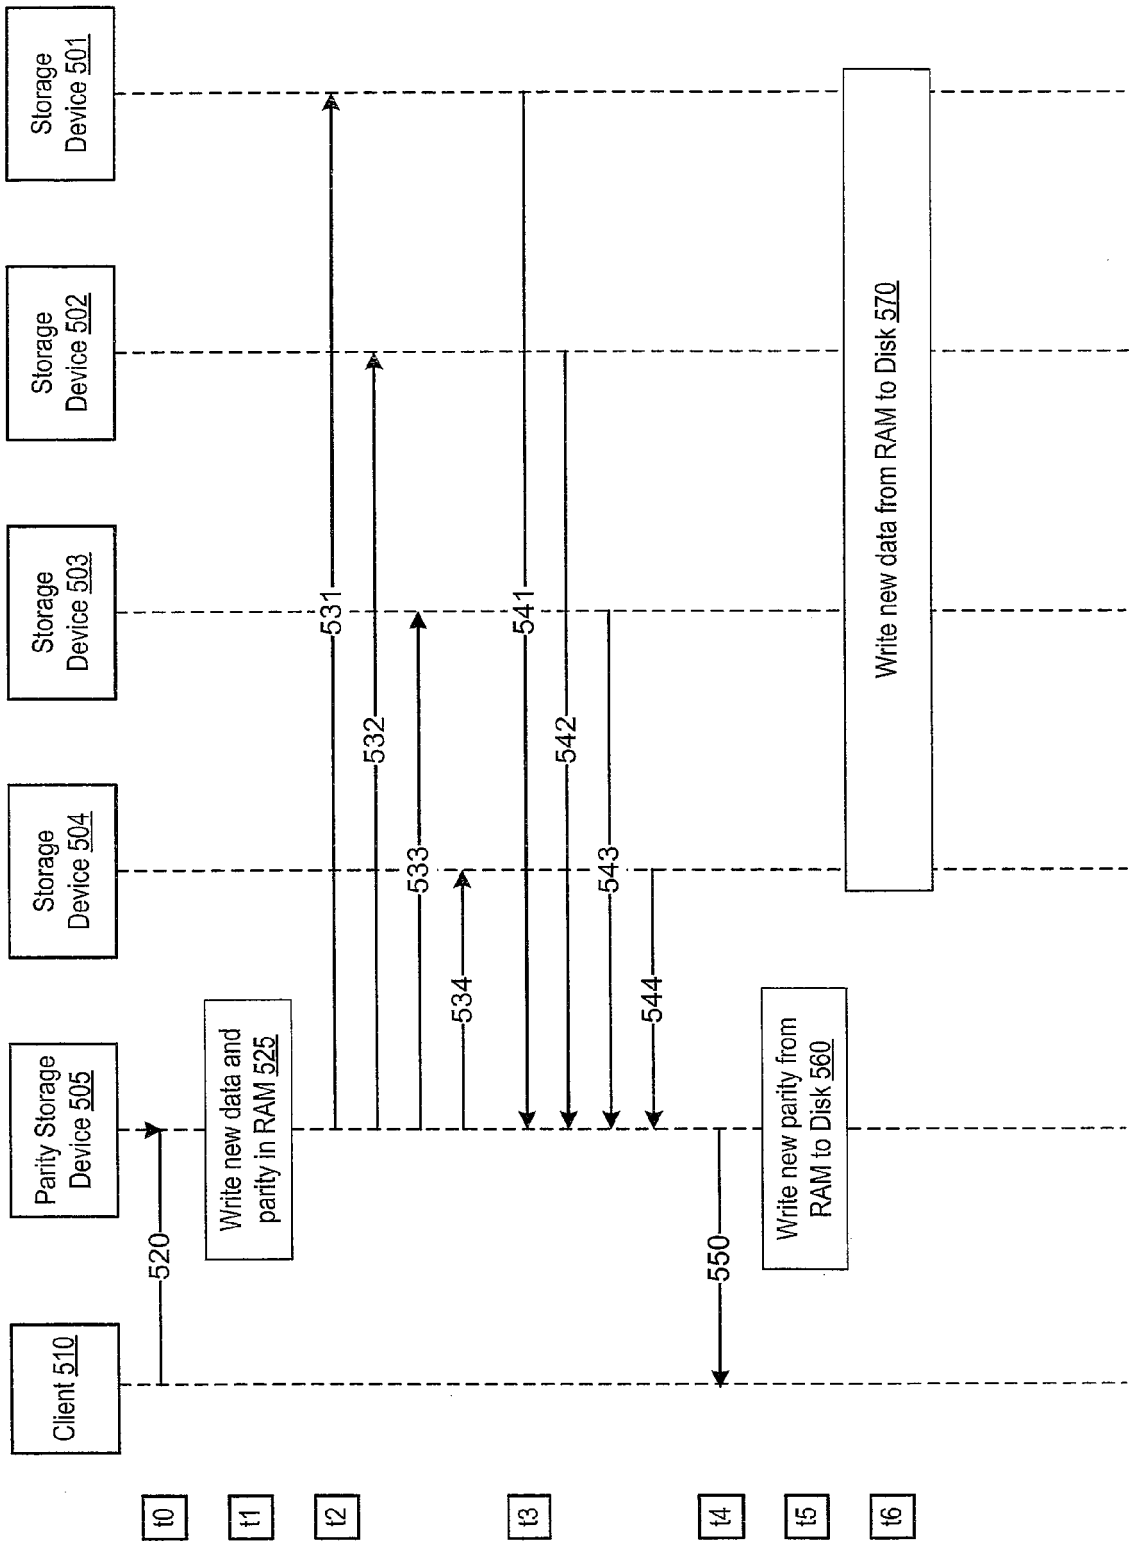 Client 510
Parity Storage
Device 505
Storage
Device 504
Storage
Device 503
Storage
Device 502
Storage
Device 501
t0
520
t1
Write new data and
parity in RAM 525
t2
531
532
533
534
t3
541
542
543
544
t4
550
t5
Write new parity from
RAM to Disk 560
t6
Write new data from RAM to Disk 570